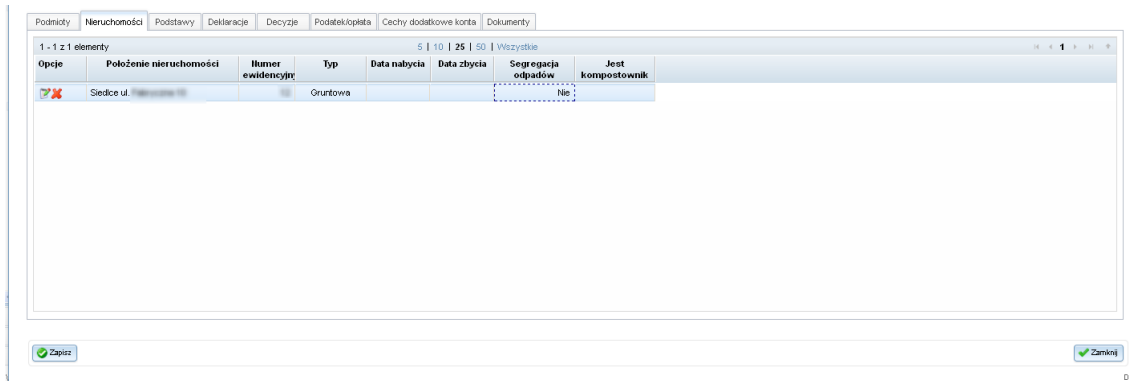 Podmioty Nieruchomości Podstawy Deklaracje Decyzje Podatek/opłata Cechy dodatkowe konta Dokumenty
1 - 1 z 1 elementy 5 | 10 | 25 | 50 | Wszystkie 1
Opcje Położenie nieruchomości Numer ewidencyjny Typ Data nabycia Data zbycia Segregacja odpadów Jest kompostownik
Siedlce ul. Gruntowa Nie
Zapisz Zamknij